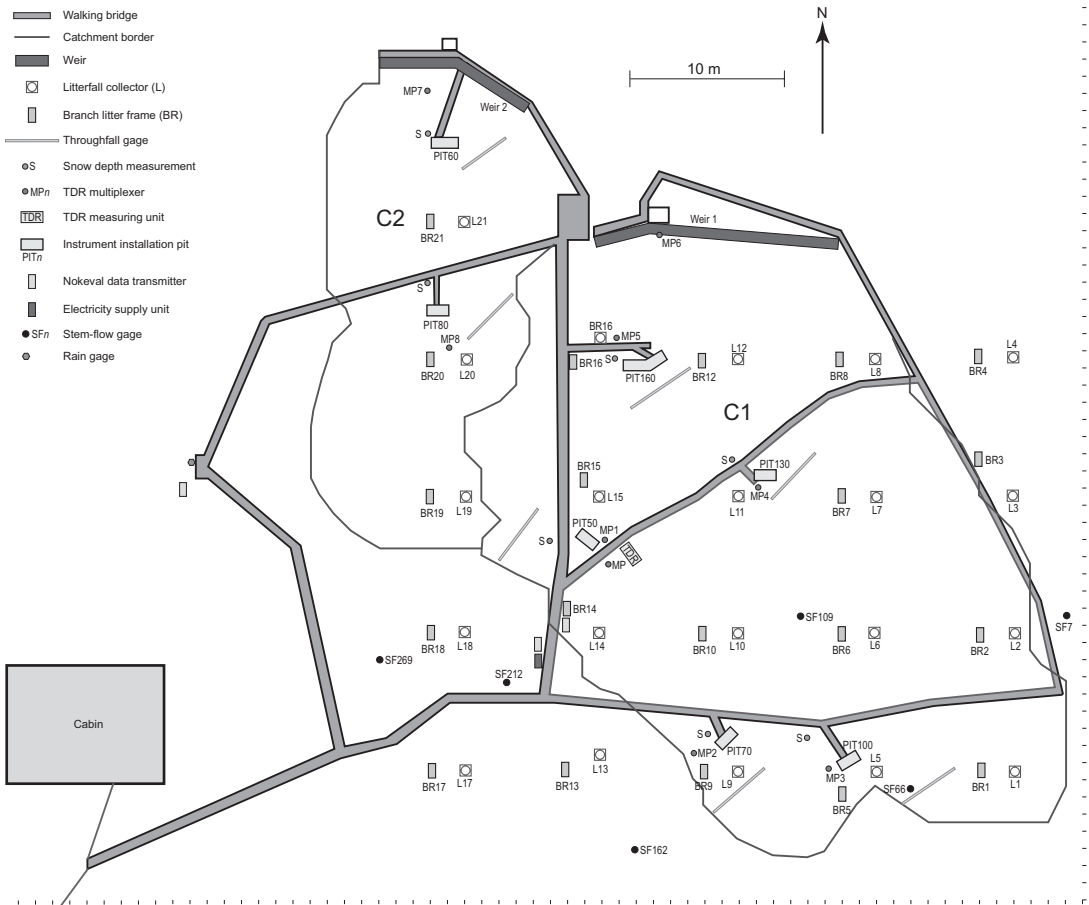 Walking bridge
Catchment border
Weir
Litterfall collector (L)
Branch litter frame (BR)
Throughfall gage
S Snow depth measurement
MPn TDR multiplexer
TDR TDR measuring unit
Instrument installation pit
PITn
Nokeval data transmitter
Electricity supply unit
SFn Stem-flow gage
Rain gage
N
10 m
MP7
Weir 2
S
PIT60
C2
L21
BR21
Weir 1
MP6
S
PIT80
MP8
BR20
L20
BR16
MP5
BR16
S
PIT160
L12
BR12
L8
BR8
L4
BR4
C1
S
PIT130
MP4
BR3
BR15
L15
L11
BR7
L7
L3
BR19
L19
PIT50
MP1
S
TDR
MP
BR14
L14
SF109
SF7
BR18
L18
BR10
L10
BR6
L6
BR2
L2
SF269
SF212
Cabin
S
PIT70
MP2
S
PIT100
MP3
L5
L13
BR17
L17
BR13
BR9
L9
SF66
BR5
BR1
L1
SF162